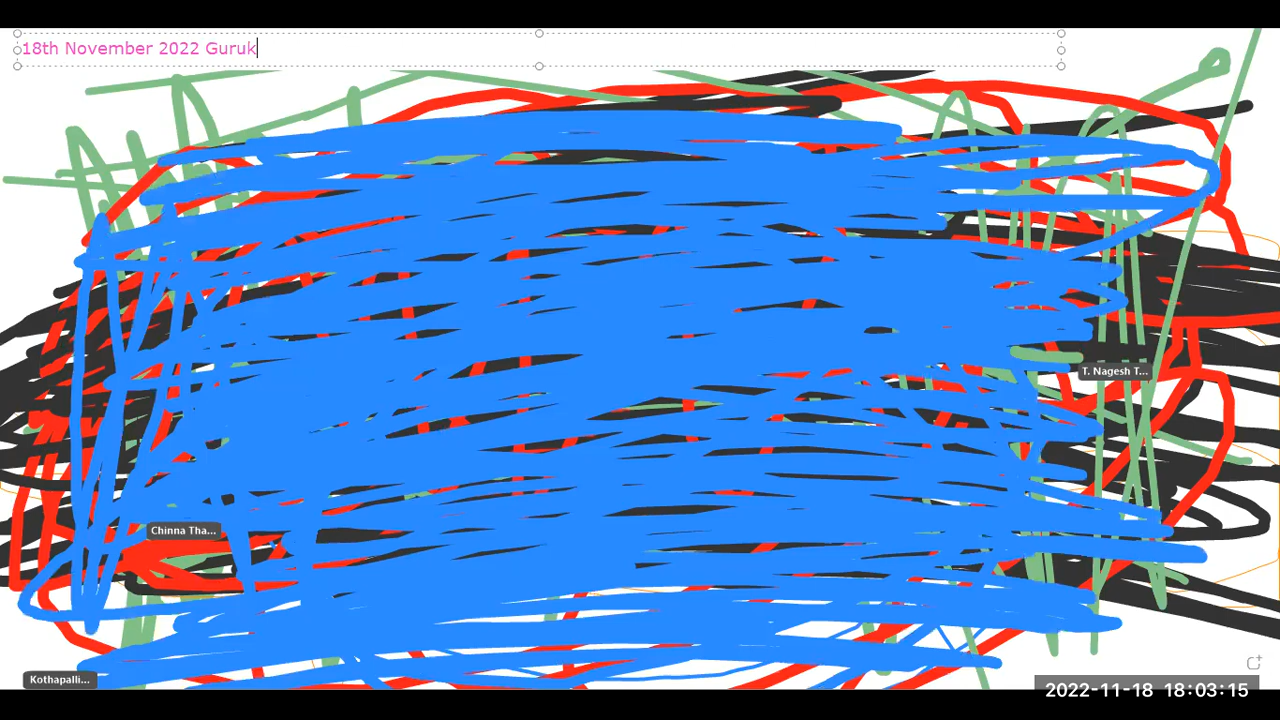 18th November 2022 Guruk
T. Nagesh T...
Chinna Tha...
Kothapalli...
2022-11-18 18:03:15